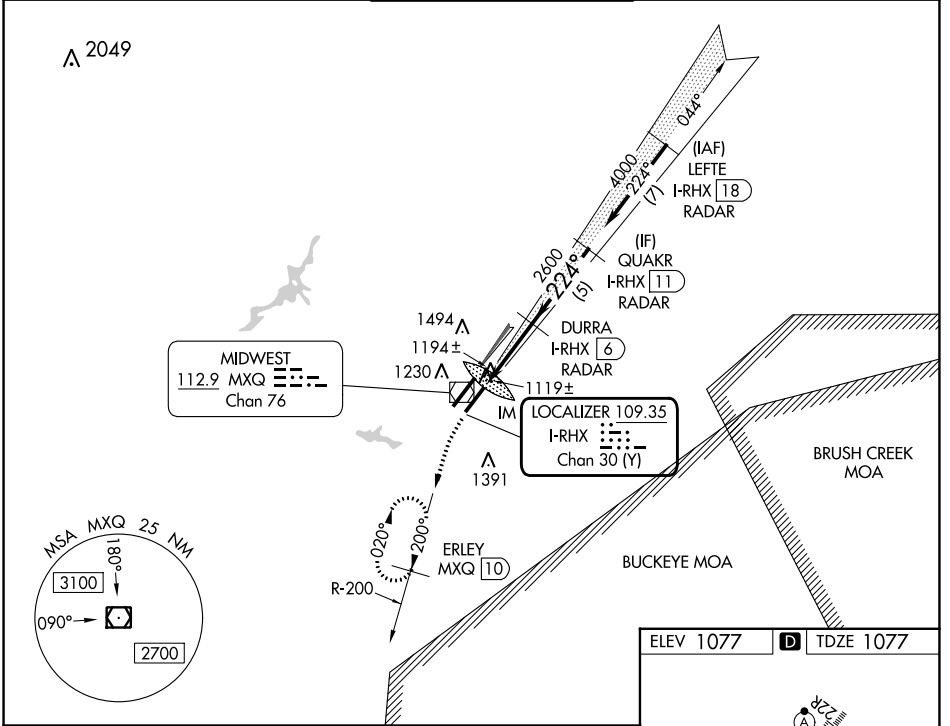 2049
044°
(IAF)
LEFTE
I-RHX 18
RADAR
4000
224°
(7)
(IF)
QUAKR
I-RHX 11
RADAR
2600
224°
(5)
DURRA
I-RHX 6
RADAR
1494
1194±
1230
1119±
IM
MIDWEST
112.9 MXQ
Chan 76
LOCALIZER 109.35
I-RHX
Chan 30 (Y)
1391
BRUSH CREEK
MOA
BUCKEYE MOA
020°
200°
ERLEY
MXQ 10
R-200
MSA MXQ 25 NM
180°
3100
090°
2700
ELEV 1077 D TDZE 1077
22R
A